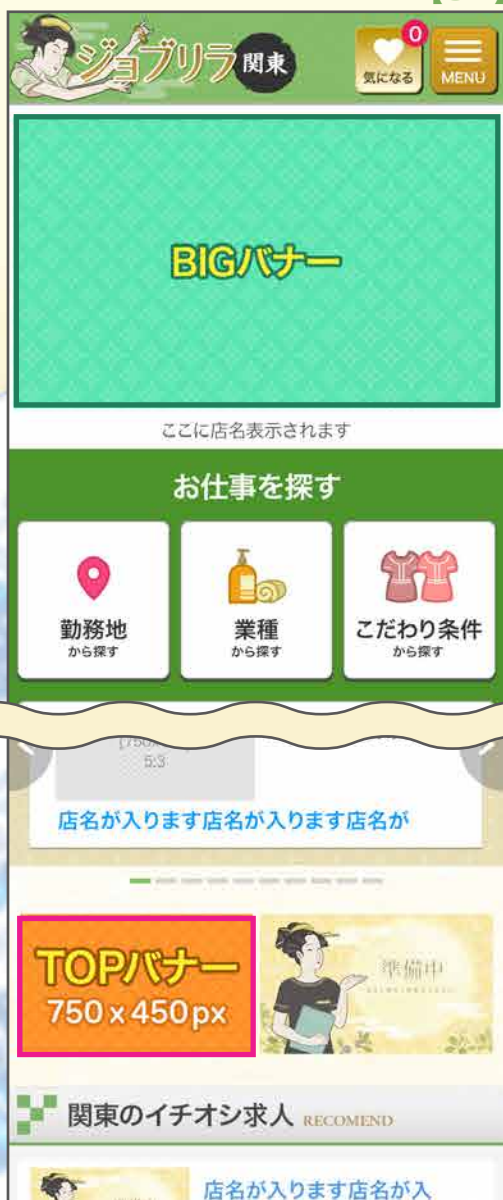 ジョブリラ関東
0
気になる
MENU
BIGバナー
ここに店名表示されます
お仕事を探す
勤務地
から探す
業種
から探す
こだわり条件
から探す
5:3
店名が入ります店名が入ります店名が
TOPバナー
750 x 450px
準備中
関東のイチオシ求人 RECOMEND
店名が入ります店名が入